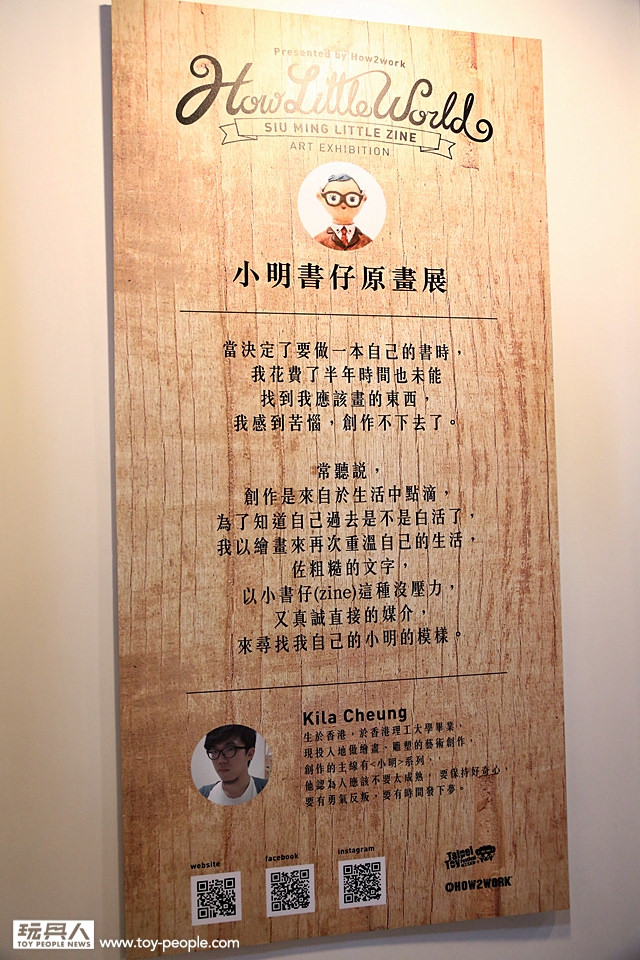 Presented by How2work
How Little World
SIU MING LITTLE ZINE
ART EXHIBITION
小明書仔原畫展
當決定了要做一本自己的書時，
我花費了半年時間也未能
找到我應該畫的東西，
我感到苦惱，創作不下去了。
常聽説，
創作是來自於生活中點滴，
為了知道自己過去是不是白活了，
我以繪畫來再次重溫自己的生活，
佐粗糙的文字，
以小書仔(zine)這種沒壓力，
又真誠直接的媒介，
來尋找我自己的小明的模樣。
Kila Cheung
生於香港，於香港理工大學畢業，
現投入地做繪畫、雕塑的藝術創作，
創作的主線有<小明>系列，
他認為人應該不要太成熟，要保持好奇心，
要有勇氣反叛，要有時間發下夢。
website
facebook
instagram
Taipei
Toy
HOW2WORK
玩具人
TOY PEOPLE NEWS
www.toy-people.com